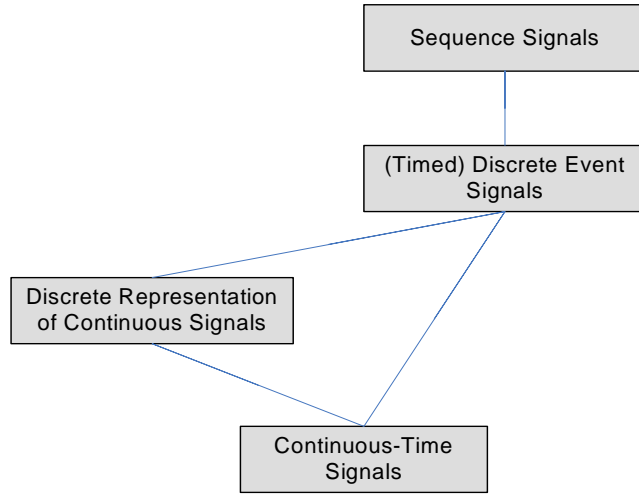 Sequence Signals
(Timed) Discrete Event
Signals
Discrete Representation
of Continuous Signals
Continuous-Time
Signals